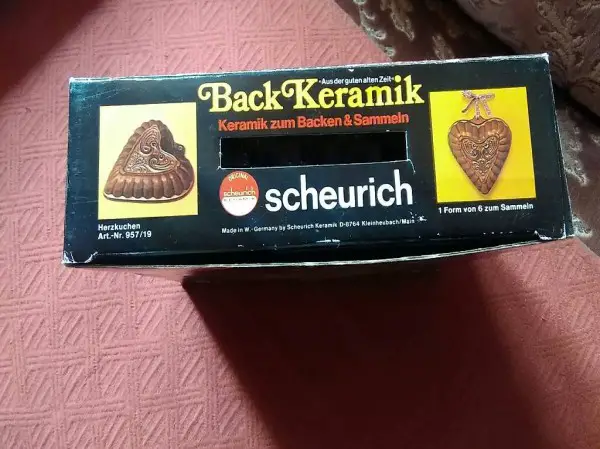 -Aus der guten alten Zeit-
Back Keramik
Keramik zum Backen & Sammeln
ORIGINAL
scheurich
KERAMIK
scheurich
Herzkuchen
Art.-Nr. 957/19
1 Form von 6 zum Sammeln
Made in W.-Germany by Scheurich Keramik D-8764 Kleinheubach/Main